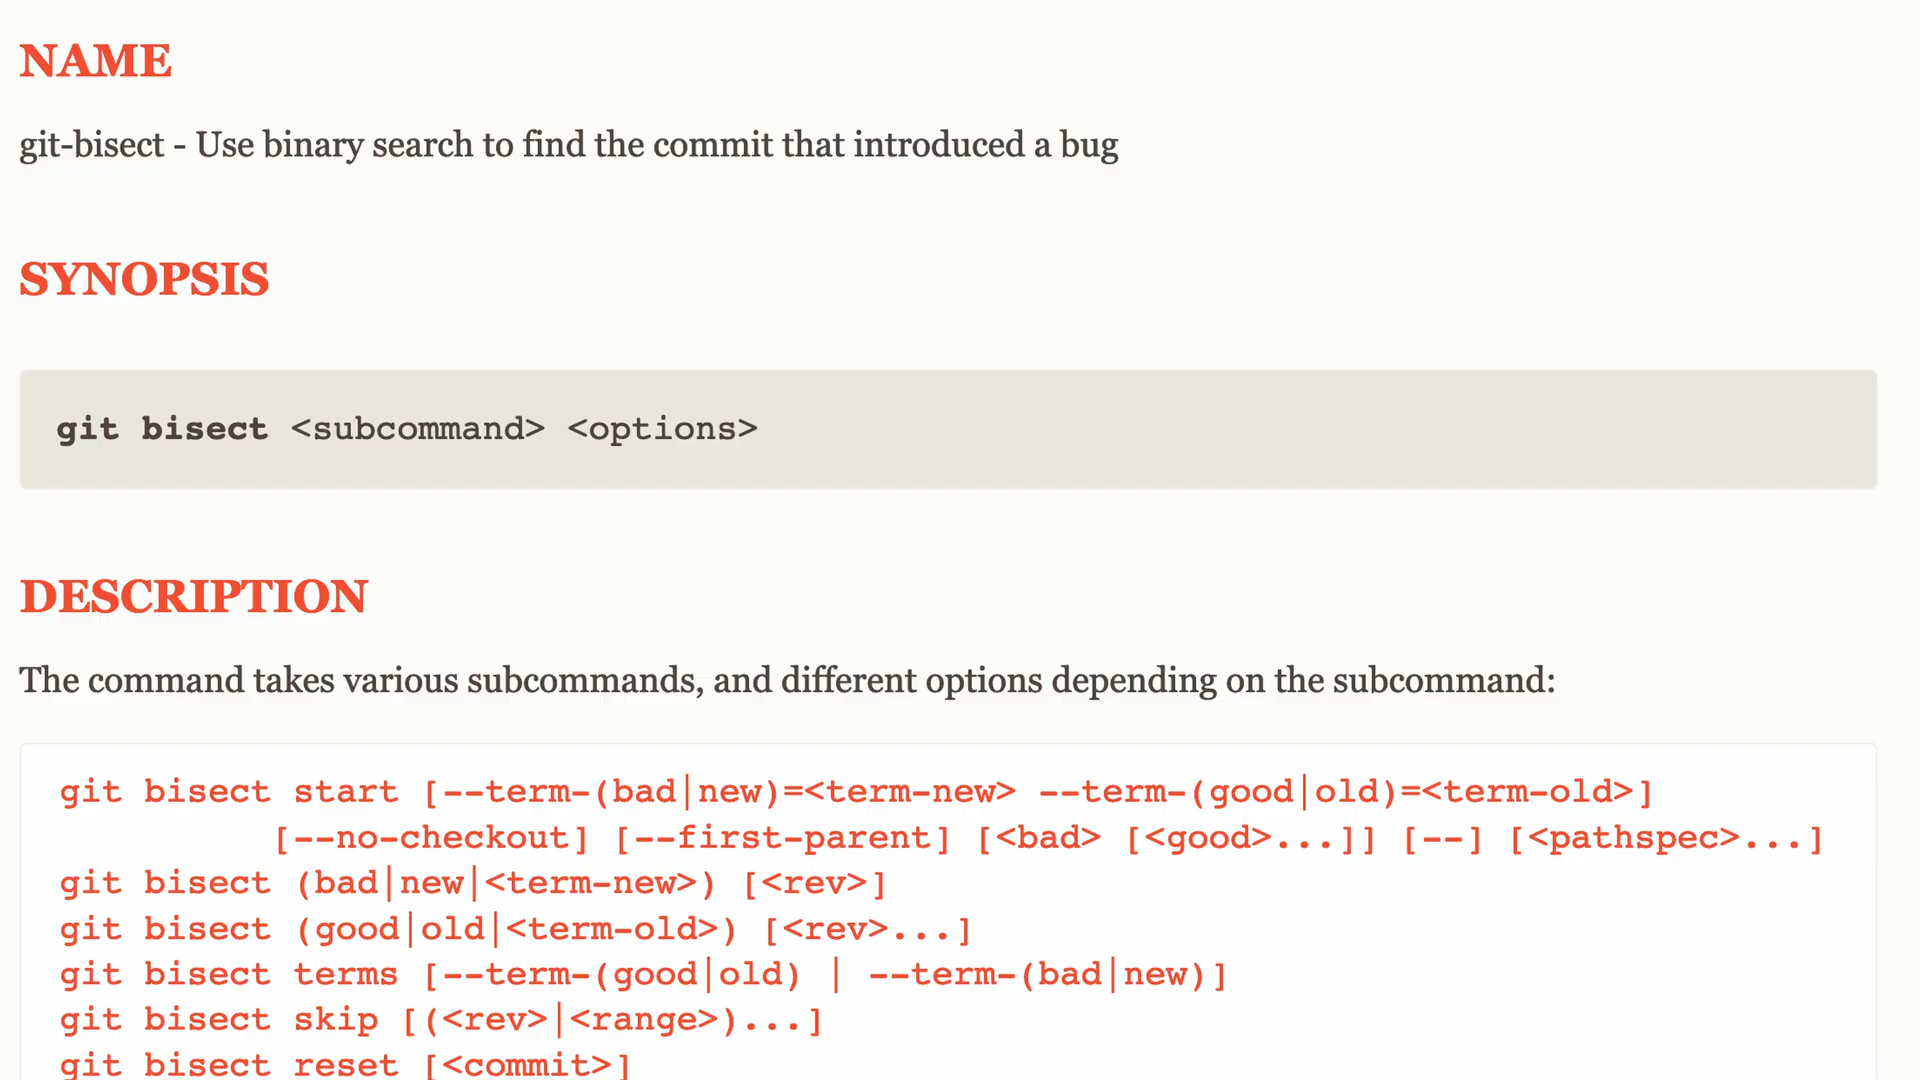 NAME
git-bisect - Use binary search to find the commit that introduced a bug
SYNOPSIS
git bisect <subcommand> <options>
DESCRIPTION
The command takes various subcommands, and different options depending on the subcommand:
git bisect start [--term-(bad|new)=<term-new> --term-(good|old)=<term-old>]
[--no-checkout] [--first-parent] [<bad> [<good>...]] [--] [<pathspec>...]
git bisect (bad|new|<term-new>) [<rev>]
git bisect (good|old|<term-old>) [<rev>...]
git bisect terms [--term-(good|old) | --term-(bad|new)]
git bisect skip [(<rev>|<range>)...]
git bisect reset [<commit>]